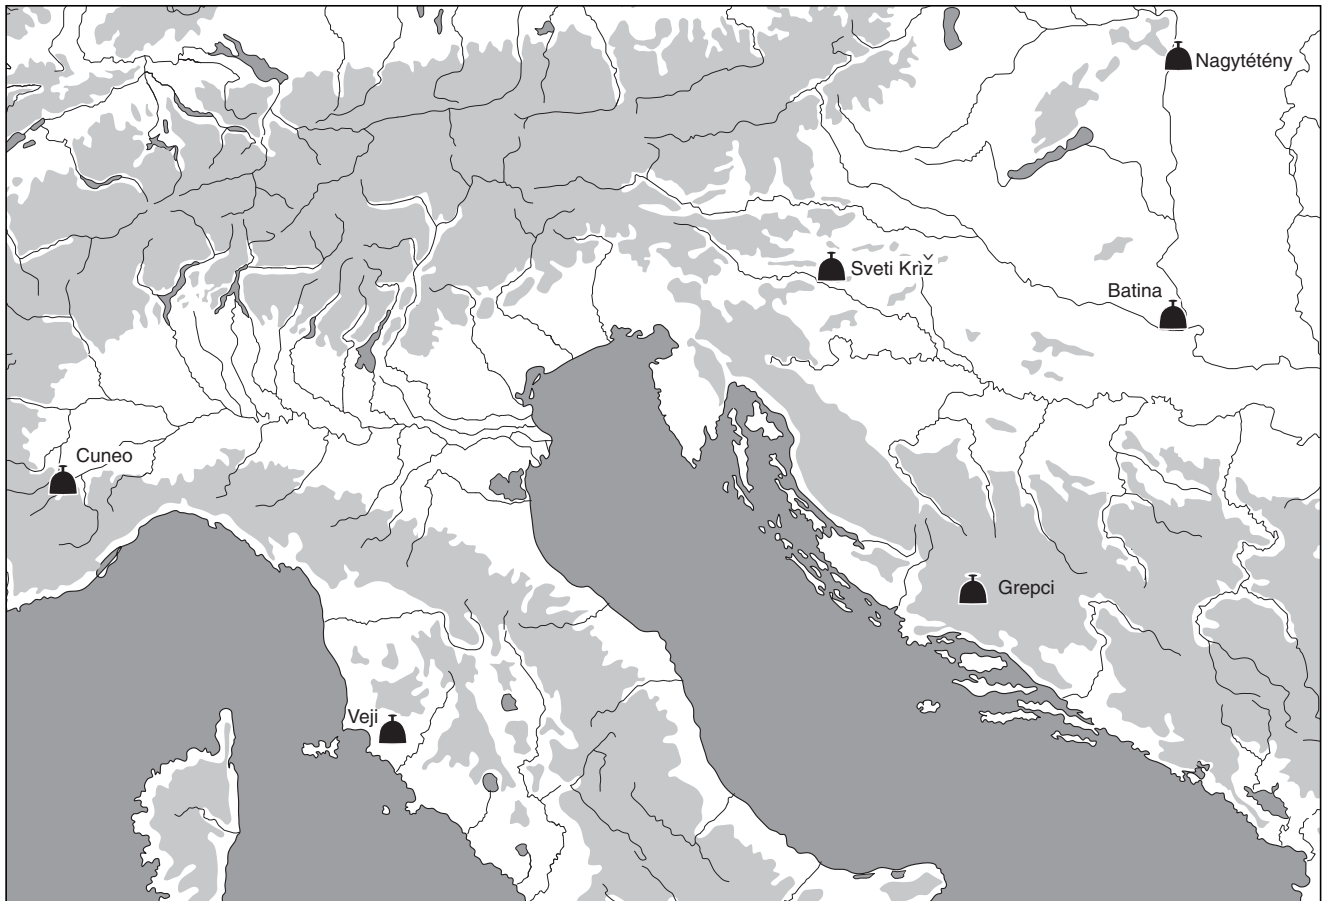 Nagytétény
Sveti Križ
Batina
Cuneo
Grepci
Veji